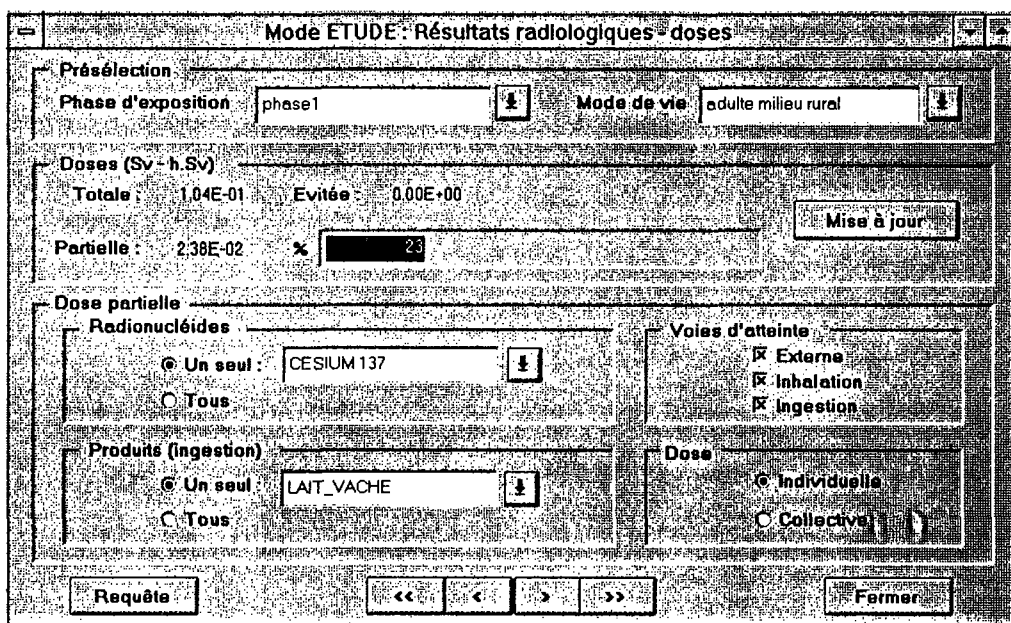 Mode ETUDE : Résultats radiologiques - doses
Présélection
Phase d'exposition phase1 Mode de vie adulte milieu rural
Doses (Sv - h.Sv)
Totale : 1.04E-01 Evitée : 0.00E+00
Mise à jour
Partielle : 2.38E-02 % 23
Dose partielle
Radionucléides
Voies d'atteinte
Un seul : CESIUM 137
Externe
Inhalation
Tous
Ingestion
Produits (ingestion)
Dose
Un seul : LAIT_VACHE
Individuelle
Tous
Collective
Requête << < > >> Fermer